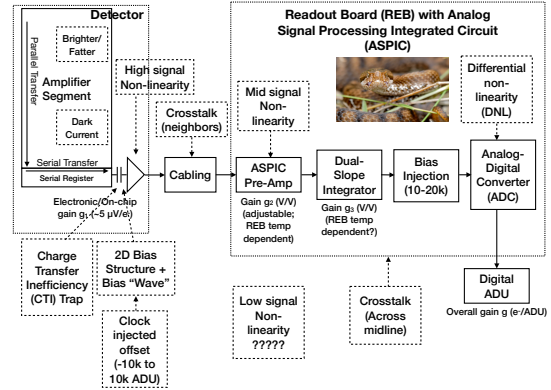 Detector
Parallel Transfer
Brighter/
Fatter
Amplifier
Segment
Dark
Current
Serial Transfer
Serial Register
Electronic/On-chip
gain g₁ (~5 μV/e-)
High signal
Non-linearity
Crosstalk
(neighbors)
Cabling
Charge
Transfer
Inefficiency
(CTI) Trap
2D Bias
Structure +
Bias "Wave"
Clock
injected
offset
(-10k to
10k ADU)
Readout Board (REB) with Analog
Signal Processing Integrated Circuit
(ASPIC)
Mid signal
Non-
linearity
Differential
non-
linearity
(DNL)
ASPIC
Pre-Amp
Gain g₂ (V/V)
(adjustable;
REB temp
dependent)
Dual-
Slope
Integrator
Gain g₃ (V/V)
(REB temp
dependent?)
Bias
Injection
(10-20k)
Analog-
Digital
Converter
(ADC)
Low signal
Non-
linearity
?????
Crosstalk
(Across
midline)
Digital
ADU
Overall gain g (e-/ADU)